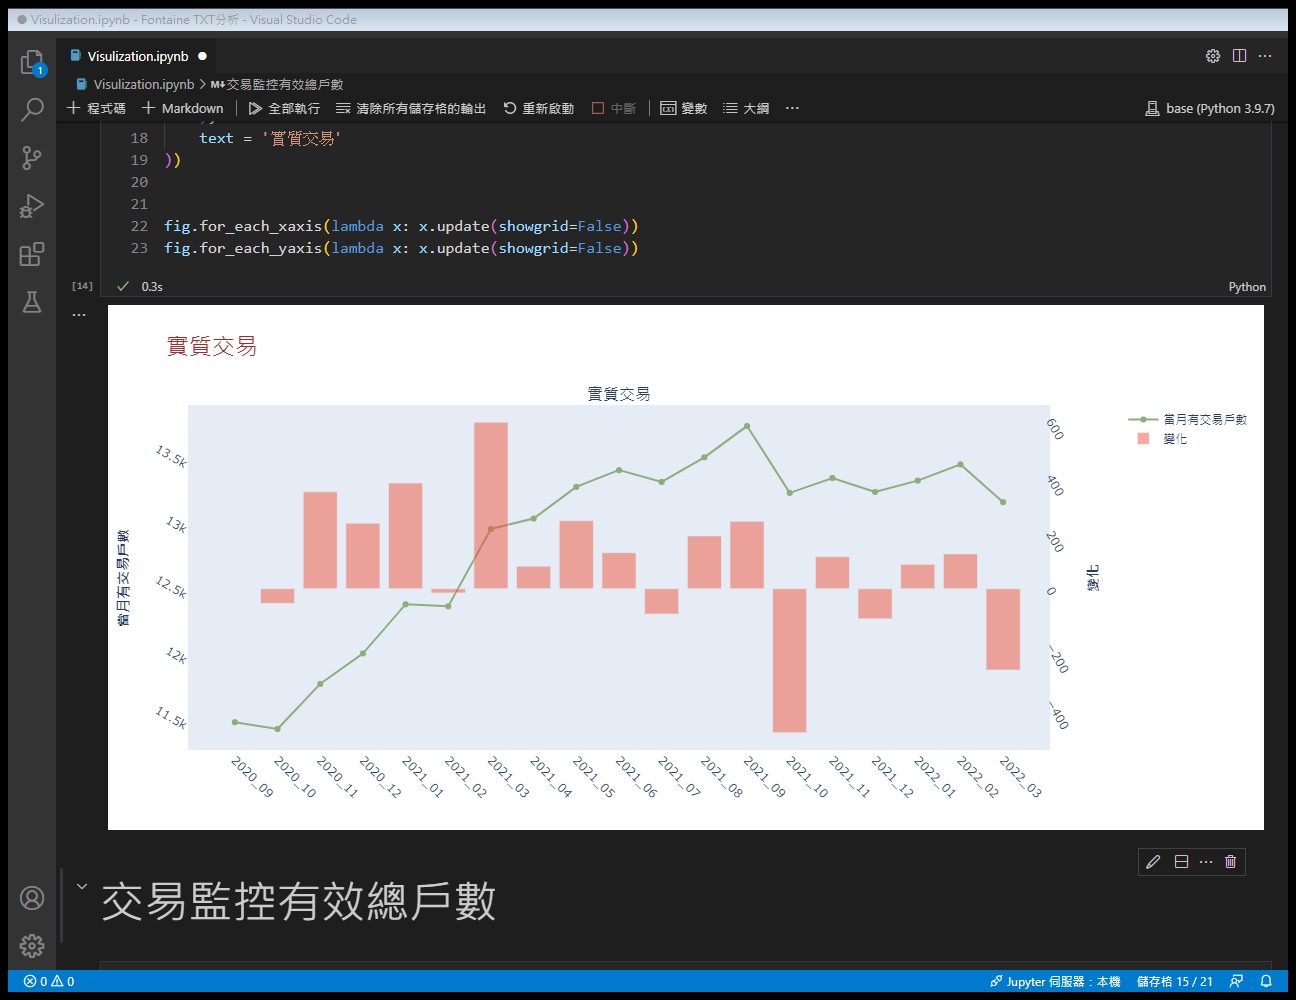 Visulization.ipynb - Fontaine TXT分析 - Visual Studio Code
1
Visulization.ipynb
Visulization.ipynb > M↓交易監控有效總戶數
程式碼 Markdown 全部執行 清除所有儲存格的輸出 重新啟動 中斷 變數 大綱 ··· base (Python 3.9.7)
18 text = '實質交易'
19 ))
20
21
22 fig.for_each_xaxis(lambda x: x.update(showgrid=False))
23 fig.for_each_yaxis(lambda x: x.update(showgrid=False))
[14] 0.3s Python
實質交易
實質交易
當月有交易戶數
變化
13.5k
13k
12.5k
12k
11.5k
當月有交易戶數
600
400
200
0
−200
−400
變化
2020_09
2020_10
2020_11
2020_12
2021_01
2021_02
2021_03
2021_04
2021_05
2021_06
2021_07
2021_08
2021_09
2021_10
2021_11
2021_12
2022_01
2022_02
2022_03
交易監控有效總戶數
0 0 Jupyter 伺服器：本機 儲存格 15 / 21